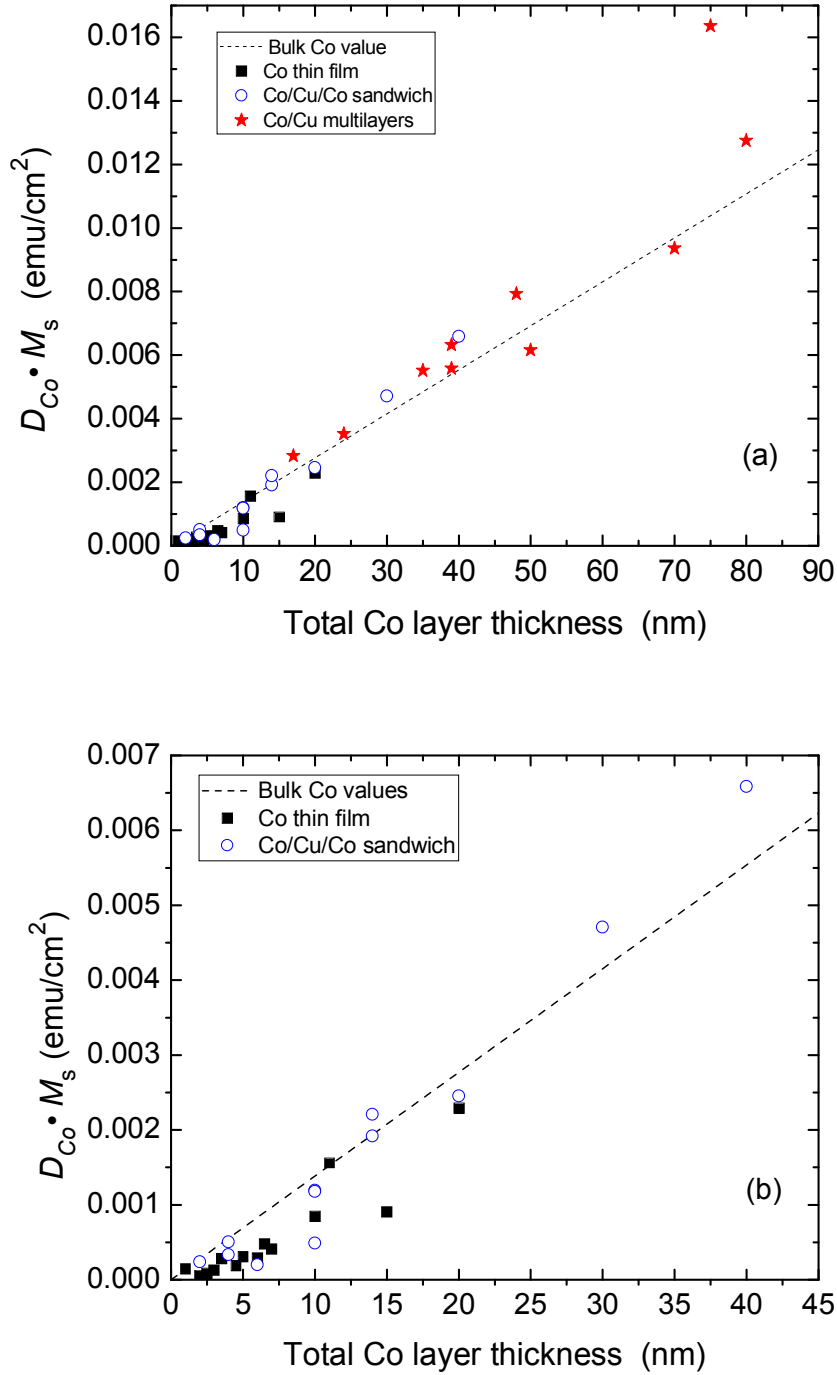 0.016
0.014
0.012
0.010
0.008
0.006
0.004
0.002
0.000
D_Co • M_s (emu/cm²)
Bulk Co value
Co thin film
Co/Cu/Co sandwich
Co/Cu multilayers
(a)
0 10 20 30 40 50 60 70 80 90
Total Co layer thickness (nm)
0.007
0.006
0.005
0.004
0.003
0.002
0.001
0.000
D_Co • M_s (emu/cm²)
Bulk Co values
Co thin film
Co/Cu/Co sandwich
(b)
0 5 10 15 20 25 30 35 40 45
Total Co layer thickness (nm)